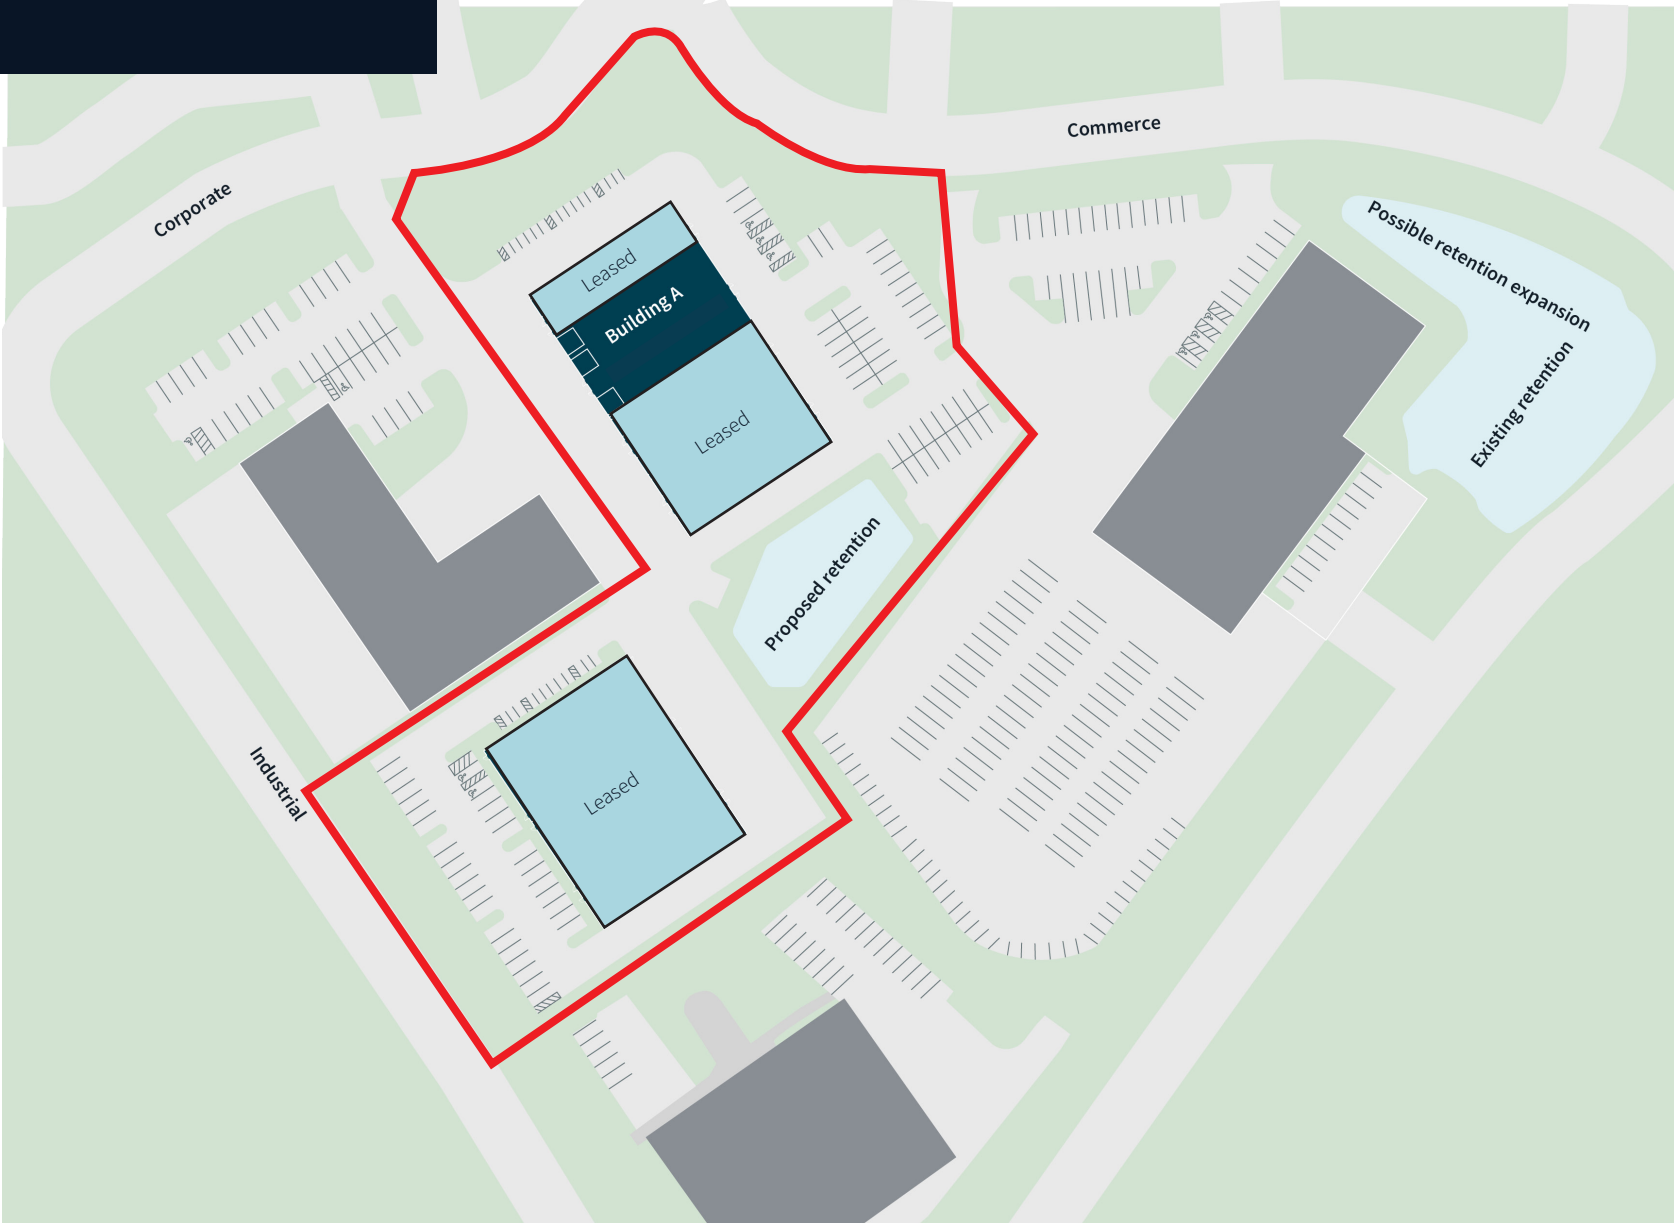 Commerce
Corporate
Possible retention expansion
Existing retention
Leased
Building A
Leased
Proposed retention
Industrial
Leased